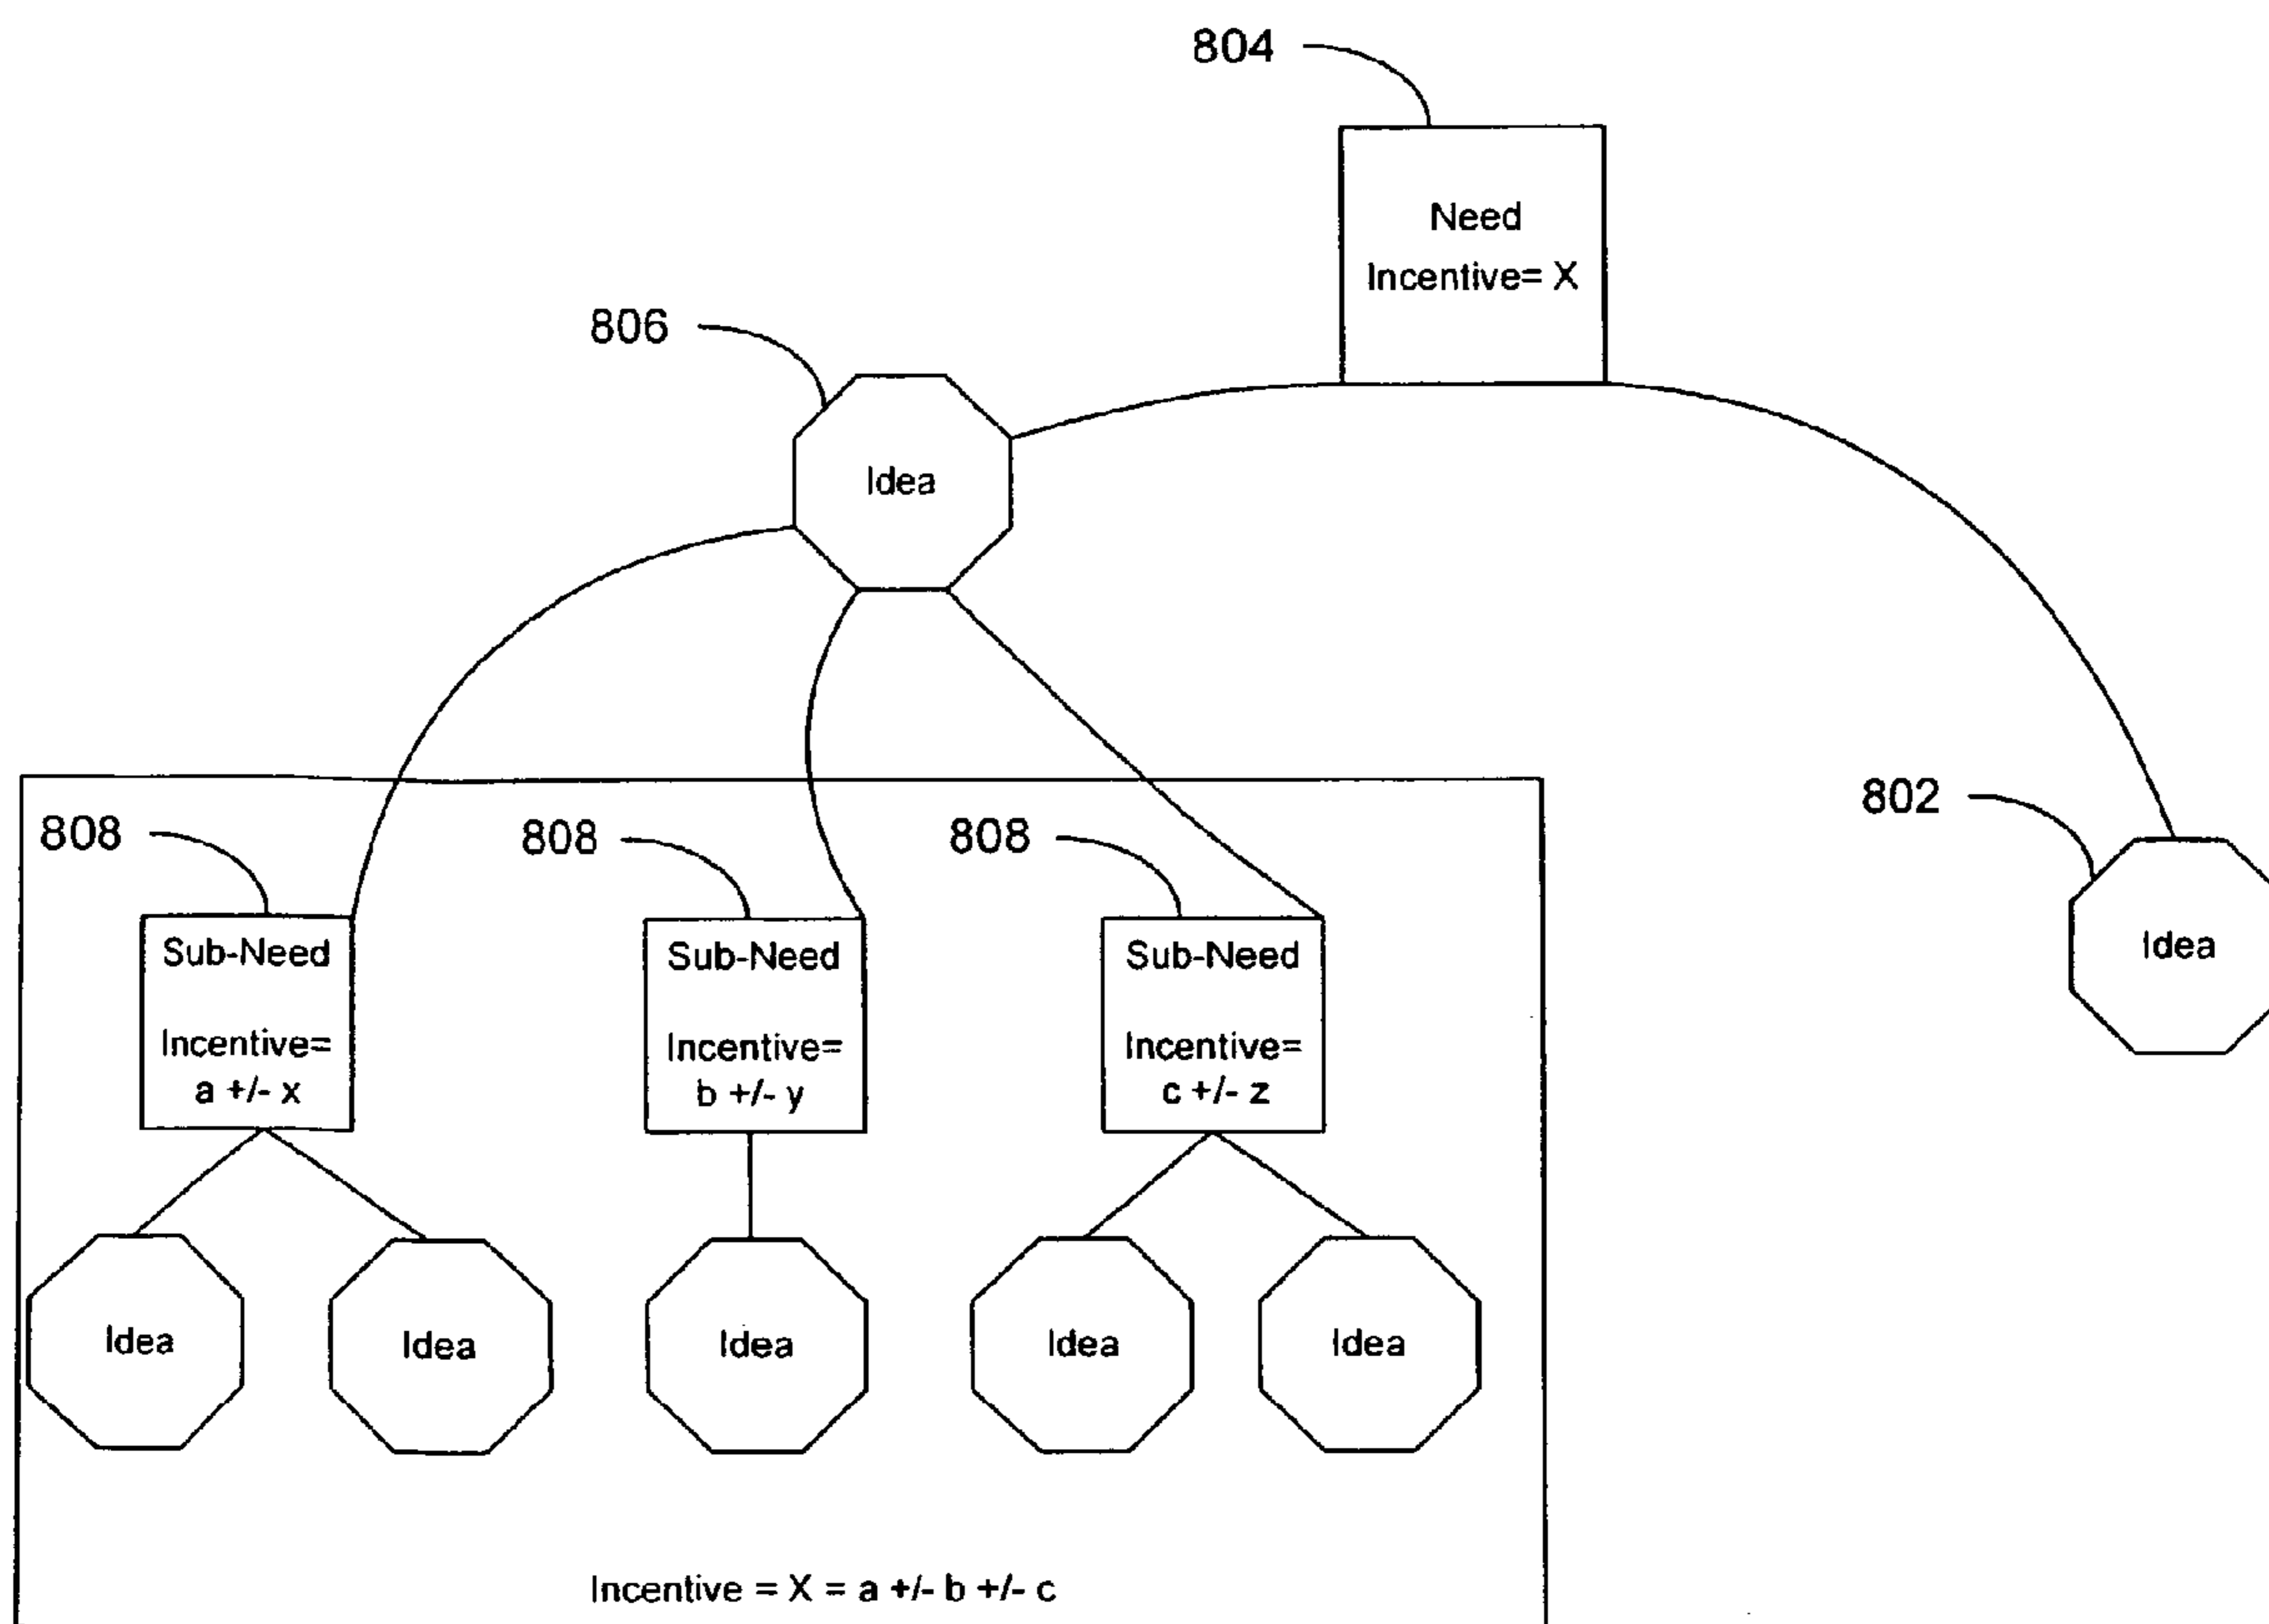 804
Need
Incentive= X
806
Idea
802
Idea
808
808
808
Sub-Need
Incentive=
a +/- x
Sub-Need
Incentive=
b +/- y
Sub-Need
Incentive=
c +/- z
Idea
Idea
Idea
Idea
Idea
Incentive = X = a +/- b +/- c